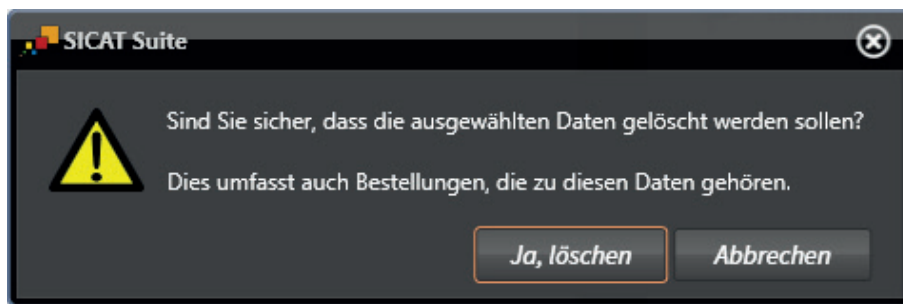 SICAT Suite
Sind Sie sicher, dass die ausgewählten Daten gelöscht werden sollen?
Dies umfasst auch Bestellungen, die zu diesen Daten gehören.
Ja, löschen
Abbrechen